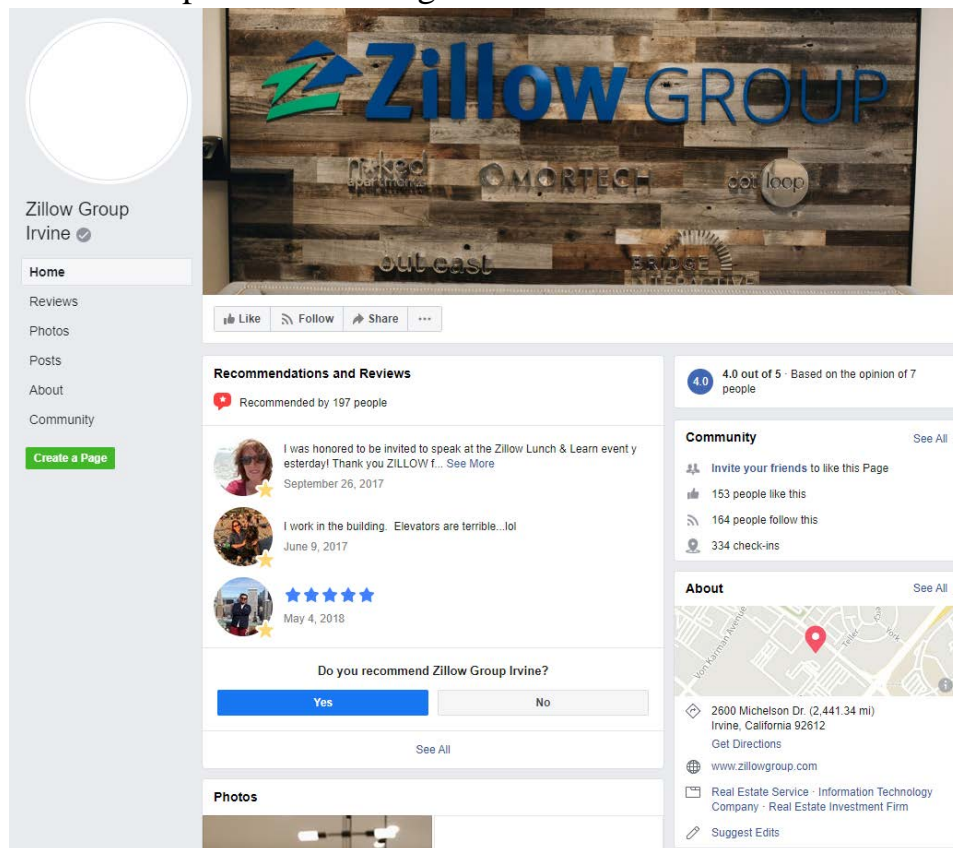 Zillow GROUP
naked
apartments
MORTECH
dot loop
out east
BRIDGE
INTERACTIVE
Zillow Group
Irvine
Home
Reviews
Photos
Posts
About
Community
Create a Page
Like
Follow
Share
Recommendations and Reviews
Recommended by 197 people
I was honored to be invited to speak at the Zillow Lunch & Learn event y
esterday! Thank you ZILLOW f... See More
September 26, 2017
I work in the building. Elevators are terrible...lol
June 9, 2017
May 4, 2018
Do you recommend Zillow Group Irvine?
Yes
No
See All
Photos
4.0
4.0 out of 5 · Based on the opinion of 7
people
Community
See All
Invite your friends to like this Page
153 people like this
164 people follow this
334 check-ins
About
See All
Von Karman Avenue
Teller
York
2600 Michelson Dr. (2,441.34 mi)
Irvine, California 92612
Get Directions
www.zillowgroup.com
Real Estate Service · Information Technology
Company · Real Estate Investment Firm
Suggest Edits